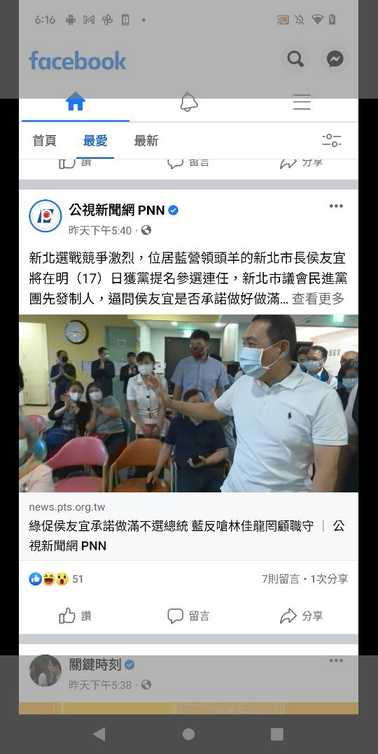 6:16
facebook
首頁 最愛 最新
讚 留言 分享
公視新聞網 PNN
昨天下午5:40
新北選戰競爭激烈，位居藍營領頭羊的新北市長侯友宜
將在明（17）日獲黨提名參選連任，新北市議會民進黨
團先發制人，逼問侯友宜是否承諾做好做滿... 查看更多
news.pts.org.tw
綠促侯友宜承諾做滿不選總統 藍反嗆林佳龍罔顧職守 ｜ 公
視新聞網 PNN
51 7則留言・1次分享
讚 留言 分享
關鍵時刻
昨天下午5:38